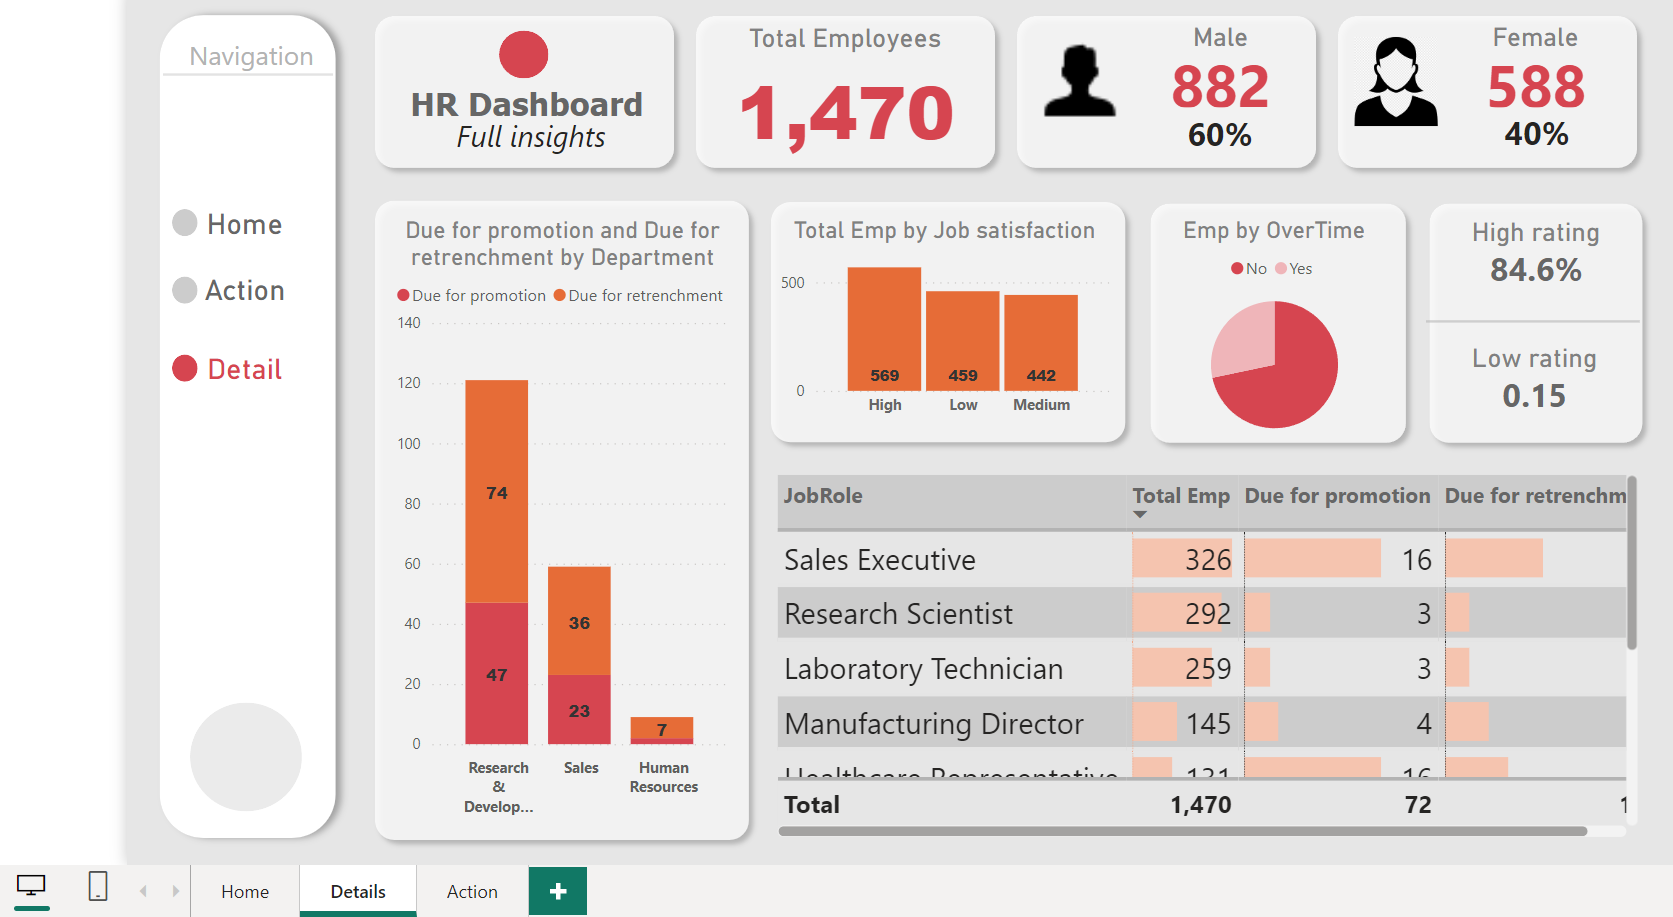 Navigation
Home
Action
Detail
HR Dashboard
Full insights
Total Employees
1,470
Male
882
60%
Female
588
40%
Due for promotion and Due for
retrenchment by Department
Due for promotion Due for retrenchment
140
120
100
80
60
40
20
0
74
47
36
23
7
Research
&
Develop...
Sales
Human
Resources
Total Emp by Job satisfaction
500
0
569
459
442
High
Low
Medium
Emp by OverTime
No Yes
High rating
84.6%
Low rating
0.15
JobRole Total Emp Due for promotion Due for retrenchm
Sales Executive 326 16
Research Scientist 292 3
Laboratory Technician 259 3
Manufacturing Director 145 4
Healthcare Representative 131 16
Total 1,470 72 1
Home
Details
Action